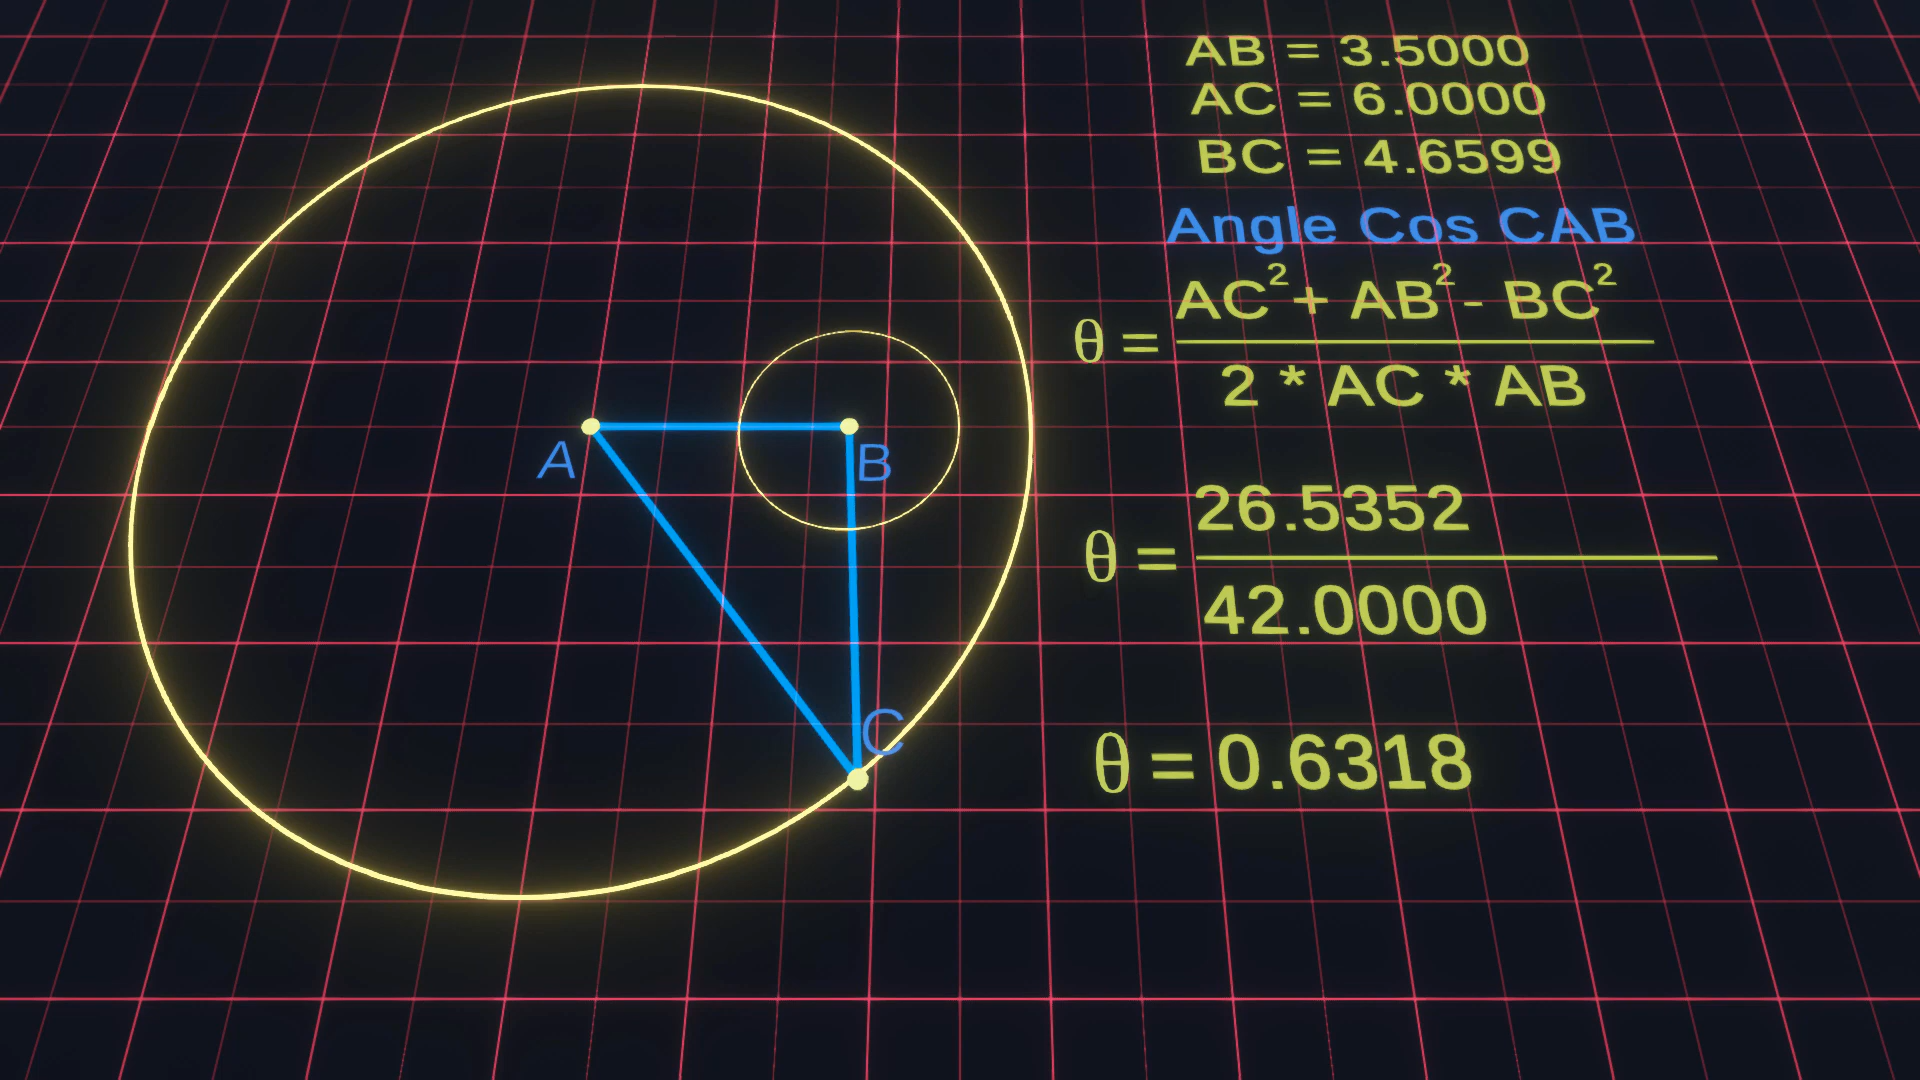 AB = 3.5000
AC = 6.0000
BC = 4.6599
Angle Cos CAB
θ = AC² + AB² - BC²
2 * AC * AB
θ = 26.5352
42.0000
θ = 0.6318
A
B
C